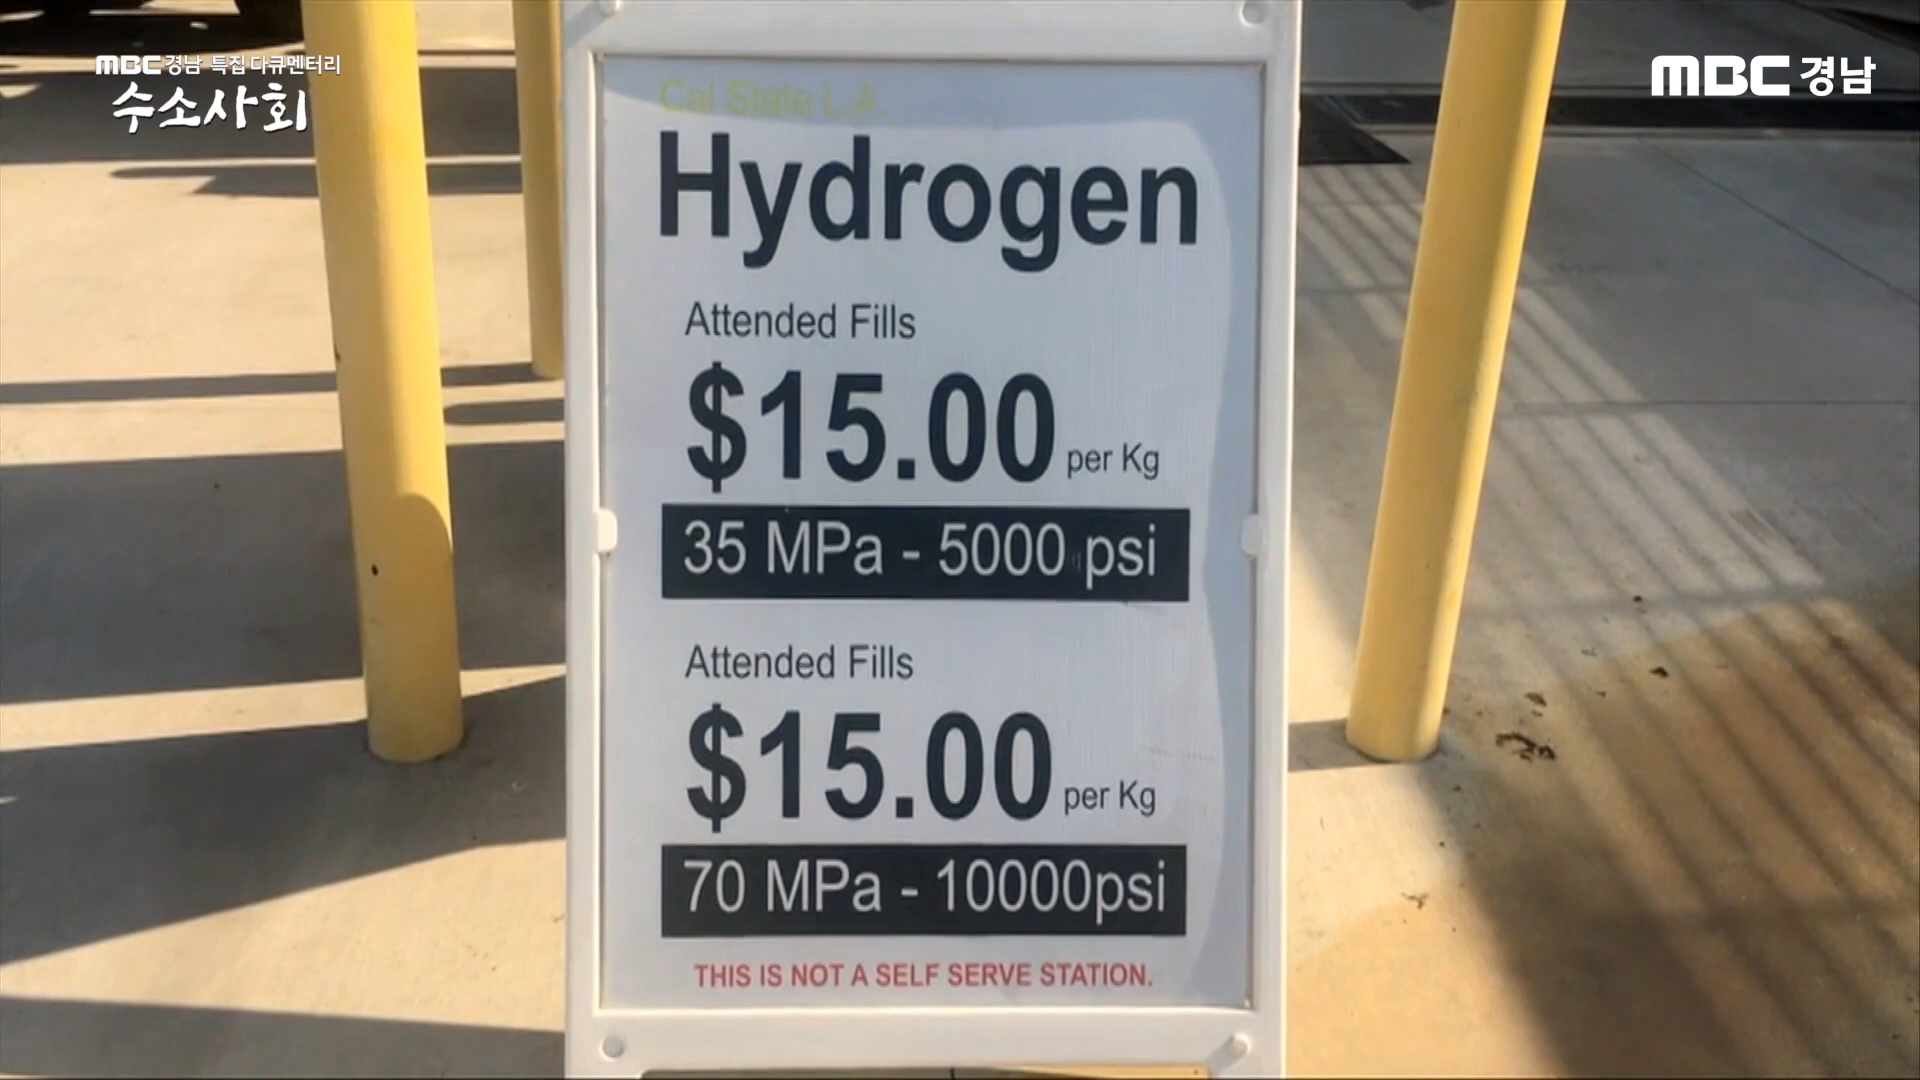 MBC경남 특집 다큐멘터리
수소사회
MBC 경남
Cal State L.A.
Hydrogen
Attended Fills
$15.00 per Kg
35 MPa - 5000 psi
Attended Fills
$15.00 per Kg
70 MPa - 10000psi
THIS IS NOT A SELF SERVE STATION.